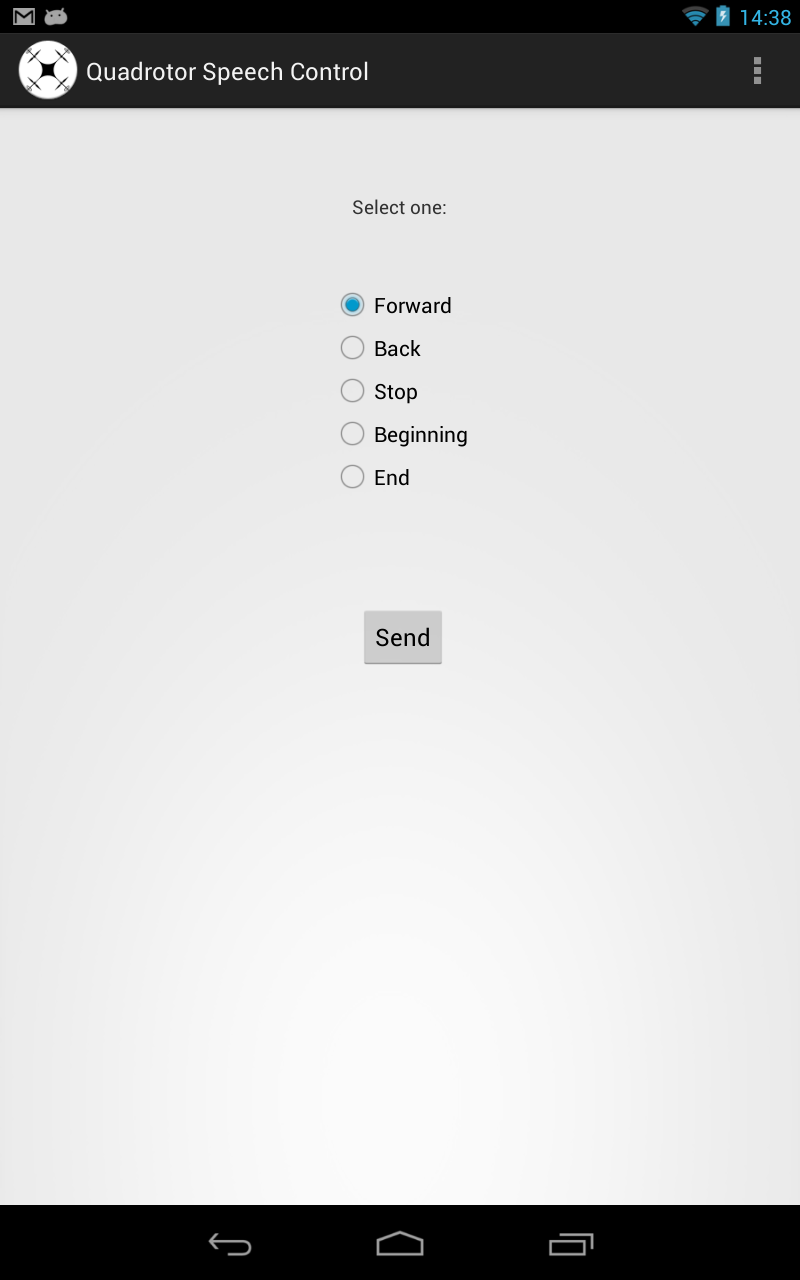 14:38
Quadrotor Speech Control
Select one:
Forward
Back
Stop
Beginning
End
Send